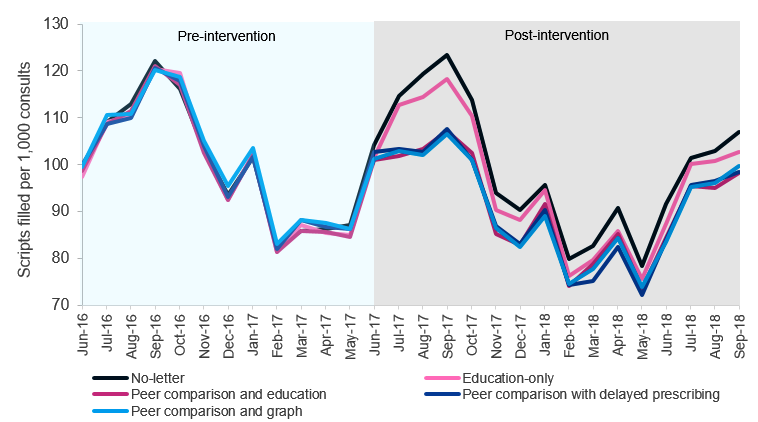 130
120
110
100
90
80
70
Scripts filled per 1,000 consults
Pre-intervention
Post-intervention
Jun-16
Jul-16
Aug-16
Sep-16
Oct-16
Nov-16
Dec-16
Jan-17
Feb-17
Mar-17
Apr-17
May-17
Jun-17
Jul-17
Aug-17
Sep-17
Oct-17
Nov-17
Dec-17
Jan-18
Feb-18
Mar-18
Apr-18
May-18
Jun-18
Jul-18
Aug-18
Sep-18
No-letter
Education-only
Peer comparison and education
Peer comparison with delayed prescribing
Peer comparison and graph